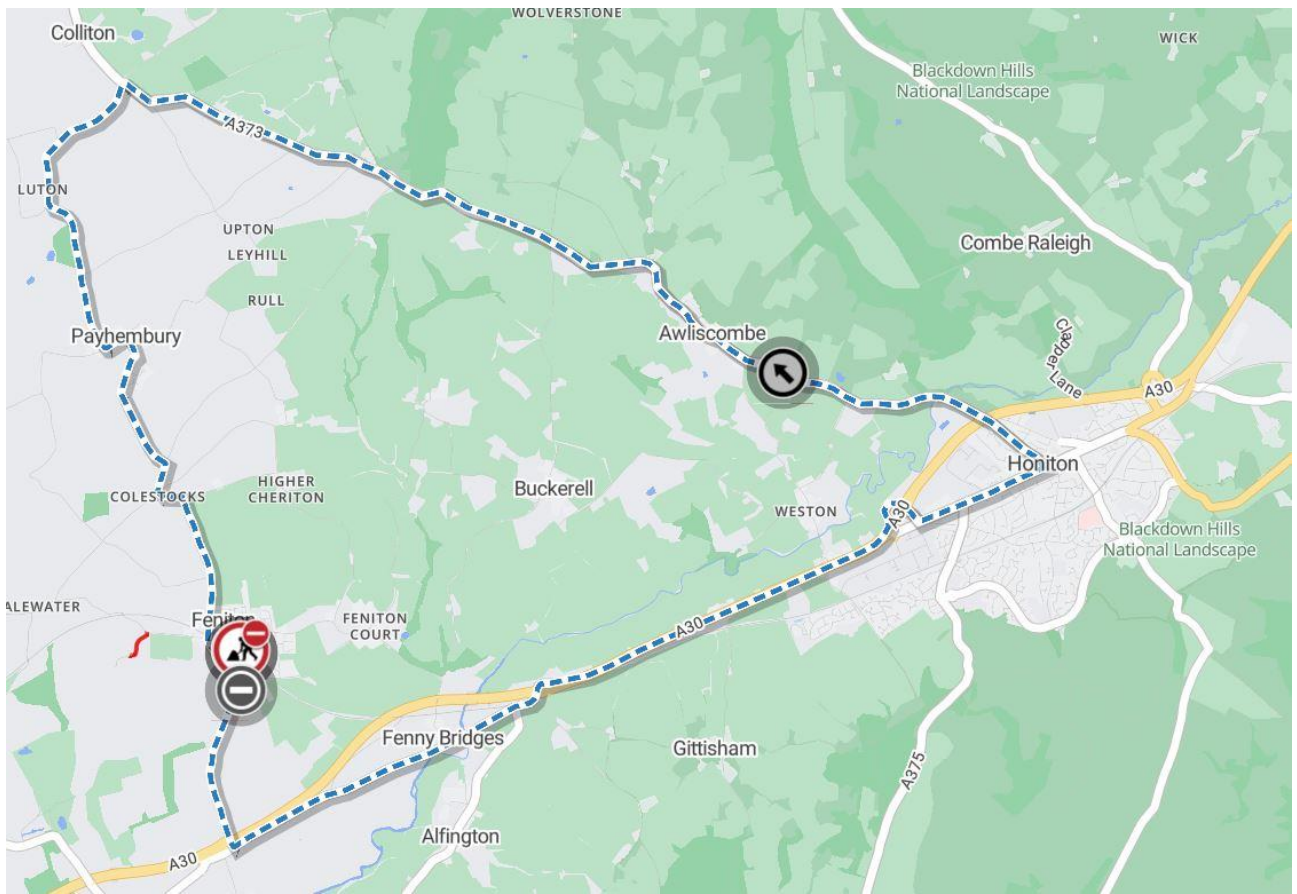 WOLVERSTONE
Colliton
WICK
Blackdown Hills
National Landscape
A373
LUTON
UPTON
LEYHILL
Combe Raleigh
RULL
Payhembury
Awliscombe
Clapper Lane
A30
A30
Honiton
HIGHER
CHERITON
COLESTOCKS
Buckerell
WESTON
Blackdown Hills
National Landscape
ALEWATER
Feniton
FENITON
COURT
A30
Fenny Bridges
Gittisham
A375
Alfington
A30